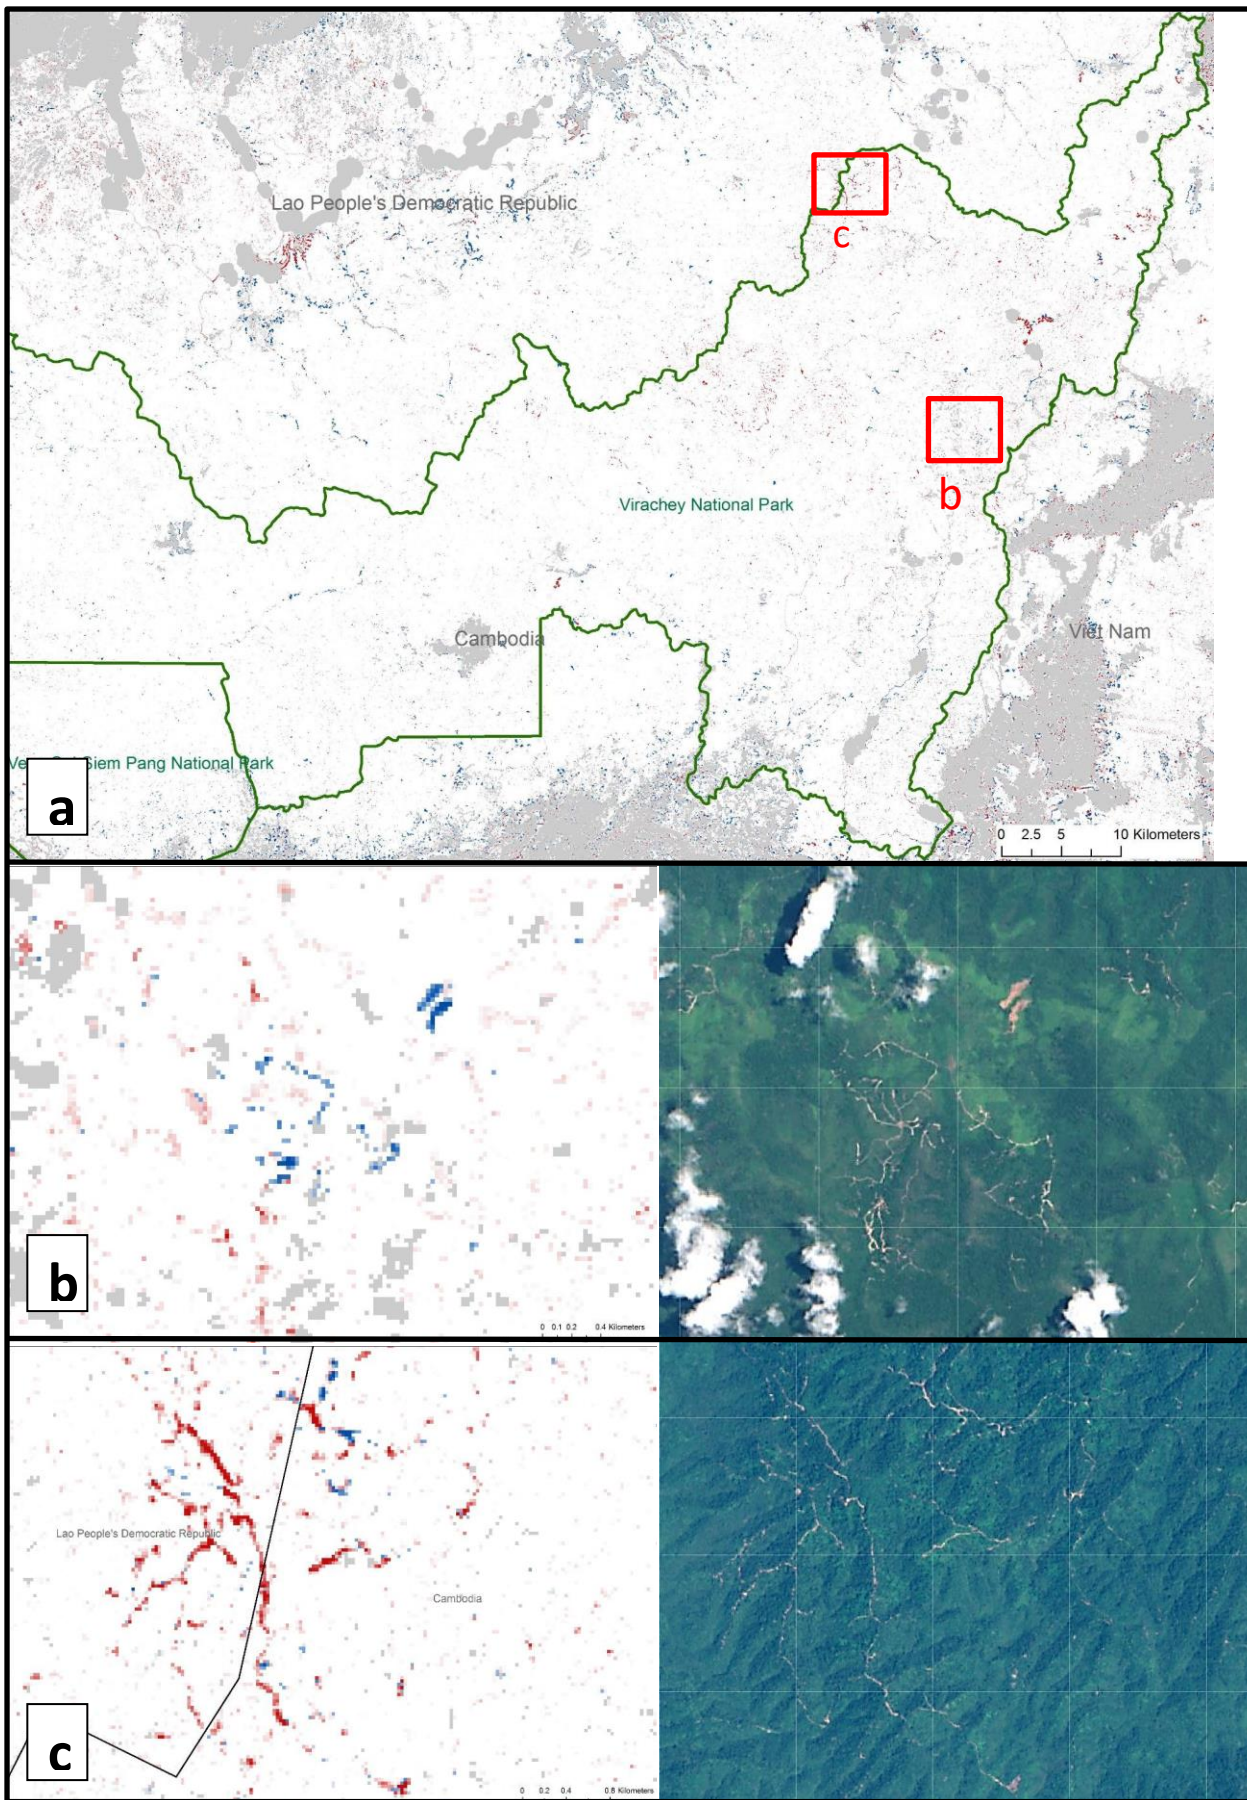 Lao People's Democratic Republic
c
b
Virachey National Park
Cambodia
Viet Nam
Siem Pang National Park
a
0 2.5 5 10 Kilometers
b
0 0.1 0.2 0.4 Kilometers
Lao People's Democratic Republic
Cambodia
c
0 0.2 0.4 0.8 Kilometers